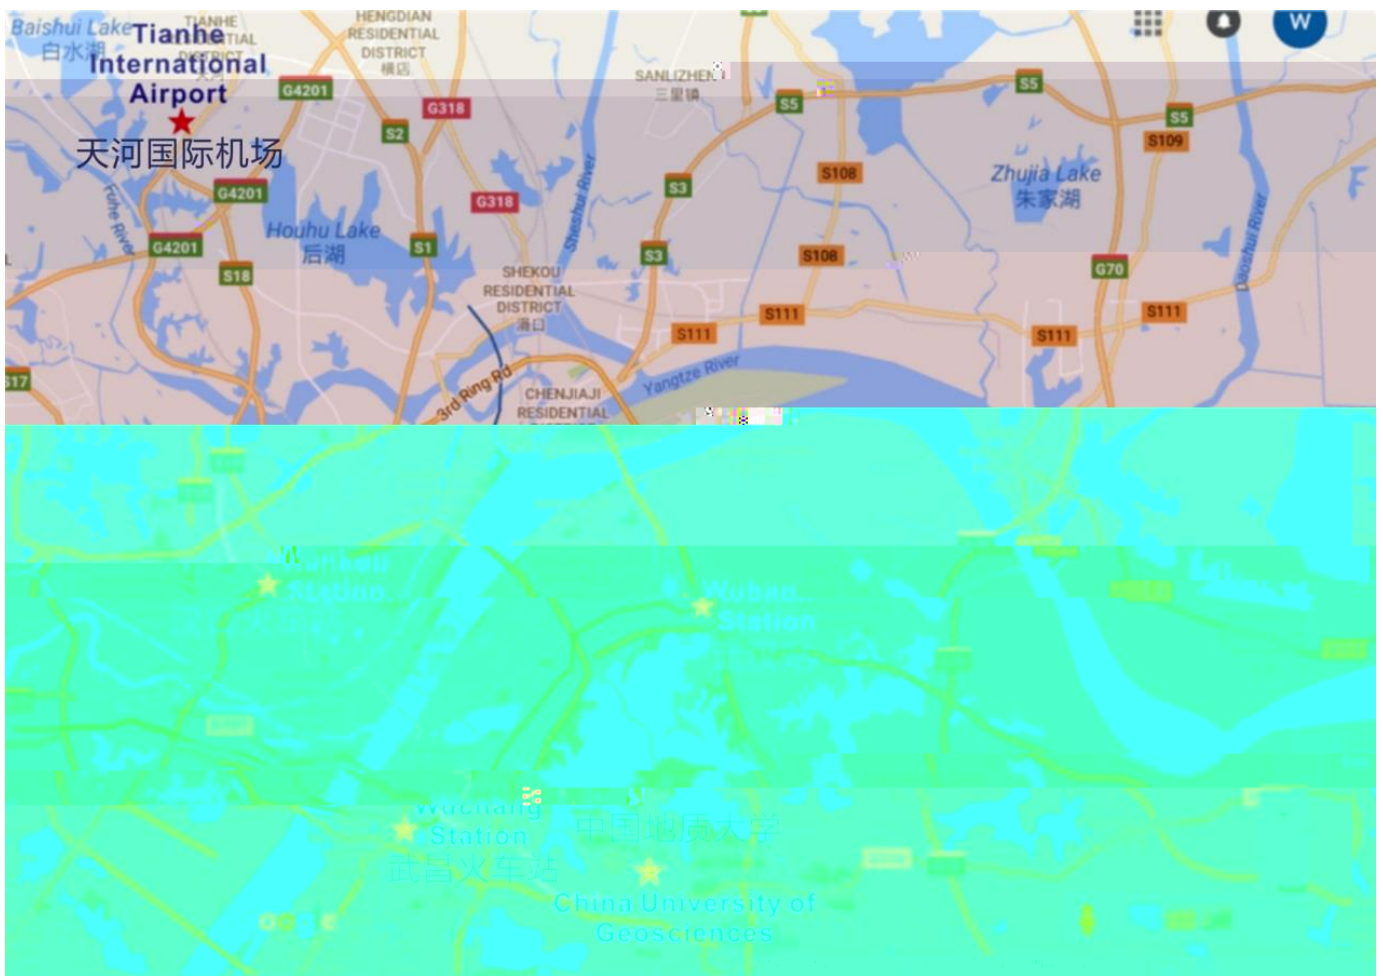 Baishui Lake
白水湖
TIANHE
Tianhe
International
Airport
天河国际机场
HENGDIAN
RESIDENTIAL
DISTRICT
横店
SANLIZHEN
三里镇
W
G4201
G318
S2
S5
S5
S5
S109
S108
Zhujia Lake
朱家湖
G4201
G318
S3
Fuhe River
Houhu Lake
后湖
Sheshui River
Daoshui River
G4201
S18
S1
S3
S108
G70
SHEKOU
RESIDENTIAL
DISTRICT
S111
S111
S111
S111
S17
3rd Ring Rd
Yangtze River
CHENJIAJI
RESIDENTIAL
Hankou
Station
Wuhan
Station
Wuchang
Station
武昌火车站
中国地质大学
China University of
Geosciences